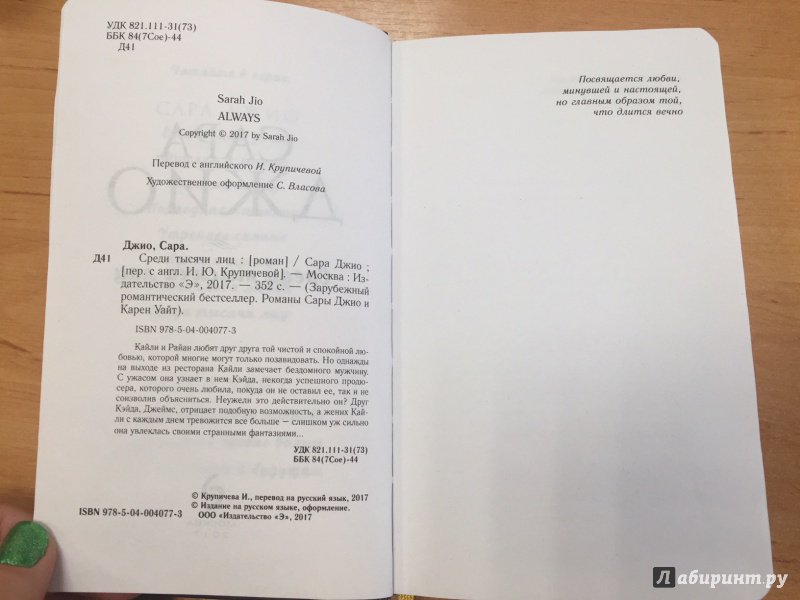 УДК 821.111-31(73)
ББК 84(7Сое)-44
Д41
Sarah Jio
ALWAYS
Copyright © 2017 by Sarah Jio
Перевод с английского И. Крупичевой
Художественное оформление С. Власова
Джио, Сара.
Д41 Среди тысячи лиц : [роман] / Сара Джио ;
[пер. с англ. И. Ю. Крупичевой]. — Москва : Из-
дательство «Э», 2017. — 352 с. — (Зарубежный
романтический бестселлер. Романы Сары Джио и
Карен Уайт).
ISBN 978-5-04-004077-3
Кайли и Райан любят друг друга той чистой и спокойной лю-
бовью, которой многие могут только позавидовать. Но однажды
на выходе из ресторана Кайли замечает бездомного мужчину.
С ужасом она узнает в нем Кэйда, некогда успешного продю-
сера, которого очень любила, покуда он не оставил ее, так и не
соизволив объясниться. Неужели это действительно он? Друг
Кэйда, Джеймс, отрицает подобную возможность, а жених Кай-
ли с каждым днем тревожится все больше — слишком уж сильно
она увлеклась своими странными фантазиями...
УДК 821.111-31(73)
ББК 84(7Сое)-44
© Крупичева И., перевод на русский язык, 2017
© Издание на русском языке, оформление.
ISBN 978-5-04-004077-3 ООО «Издательство «Э», 2017
Посвящается любви,
минувшей и настоящей,
но главным образом той,
что длится вечно
Лабиринт.ру